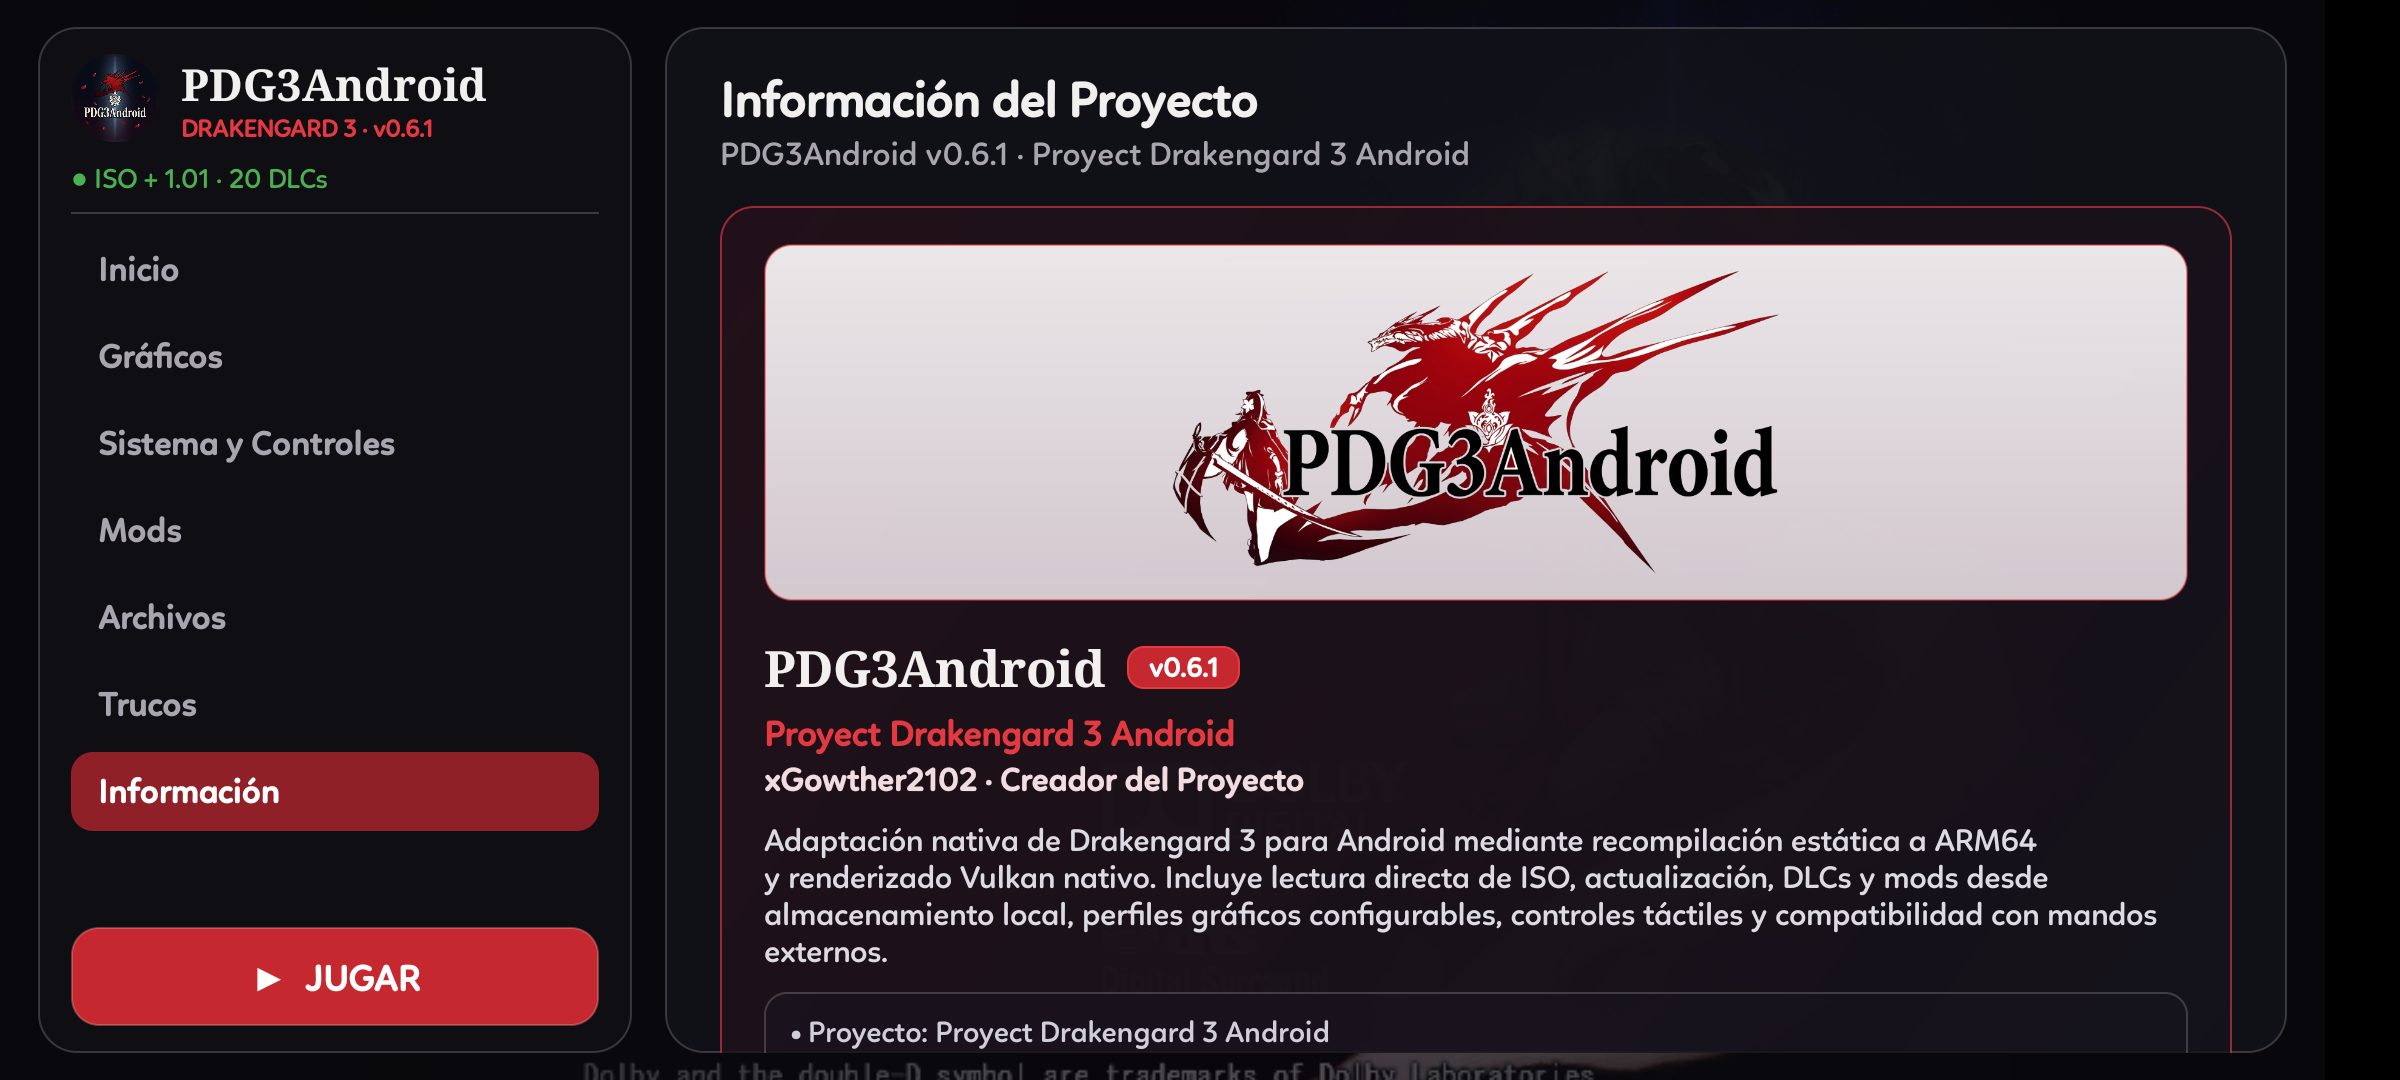 PDG3Android
PDG3Android
DRAKENGARD 3 · v0.6.1
● ISO + 1.01 · 20 DLCs
Inicio
Gráficos
Sistema y Controles
Mods
Archivos
Trucos
Información
▶ JUGAR
Información del Proyecto
PDG3Android v0.6.1 · Proyect Drakengard 3 Android
PDG3Android
PDG3Android v0.6.1
Proyect Drakengard 3 Android
xGowther2102 · Creador del Proyecto
Adaptación nativa de Drakengard 3 para Android mediante recompilación estática a ARM64
y renderizado Vulkan nativo. Incluye lectura directa de ISO, actualización, DLCs y mods desde
almacenamiento local, perfiles gráficos configurables, controles táctiles y compatibilidad con mandos
externos.
• Proyecto: Proyect Drakengard 3 Android
Dolby and the double-D symbol are trademarks of Dolby Laboratories